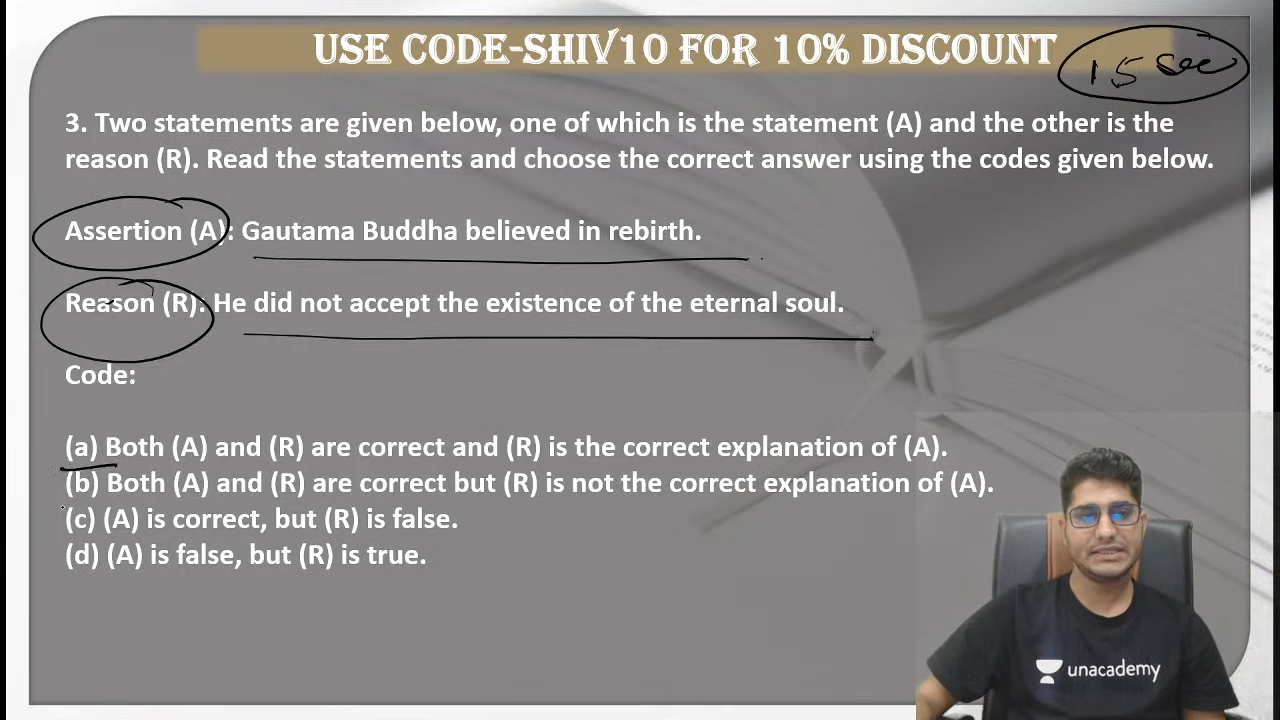 USE CODE-SHIV10 FOR 10% DISCOUNT
15 sec
3. Two statements are given below, one of which is the statement (A) and the other is the
reason (R). Read the statements and choose the correct answer using the codes given below.
Assertion (A): Gautama Buddha believed in rebirth.
Reason (R): He did not accept the existence of the eternal soul.
Code:
(a) Both (A) and (R) are correct and (R) is the correct explanation of (A).
(b) Both (A) and (R) are correct but (R) is not the correct explanation of (A).
(c) (A) is correct, but (R) is false.
(d) (A) is false, but (R) is true.
unacademy